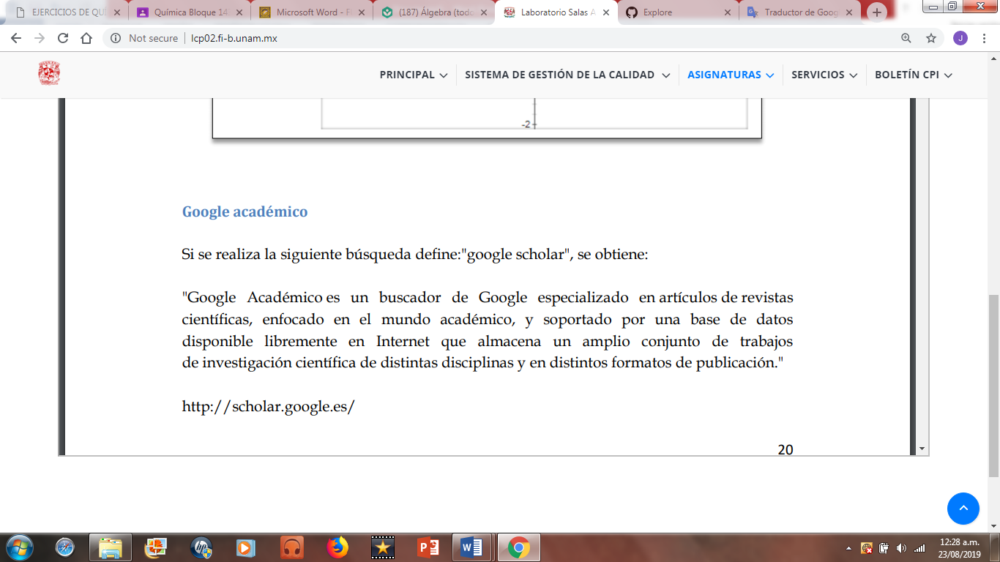 EJERCICIOS DE QU
Química Bloque 14
Microsoft Word - F
(187) Álgebra (todo
Laboratorio Salas A
Explore
Traductor de Goog
Not secure | lcp02.fi-b.unam.mx
J
PRINCIPAL
SISTEMA DE GESTIÓN DE LA CALIDAD
ASIGNATURAS
SERVICIOS
BOLETÍN CPI
-2
Google académico
Si se realiza la siguiente búsqueda define:"google scholar", se obtiene:
"Google Académico es un buscador de Google especializado en artículos de revistas
científicas, enfocado en el mundo académico, y soportado por una base de datos
disponible libremente en Internet que almacena un amplio conjunto de trabajos
de investigación científica de distintas disciplinas y en distintos formatos de publicación."
http://scholar.google.es/
20
12:28 a.m.
23/08/2019